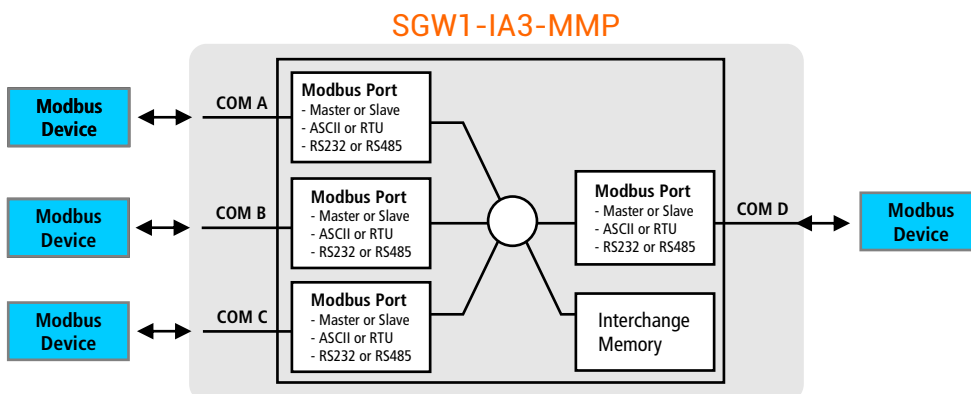 SGW1-IA3-MMP
Modbus
Device
COM A
Modbus Port
- Master or Slave
- ASCII or RTU
- RS232 or RS485
Modbus
Device
COM B
Modbus Port
- Master or Slave
- ASCII or RTU
- RS232 or RS485
Modbus
Device
COM C
Modbus Port
- Master or Slave
- ASCII or RTU
- RS232 or RS485
Modbus Port
- Master or Slave
- ASCII or RTU
- RS232 or RS485
COM D
Modbus
Device
Interchange
Memory